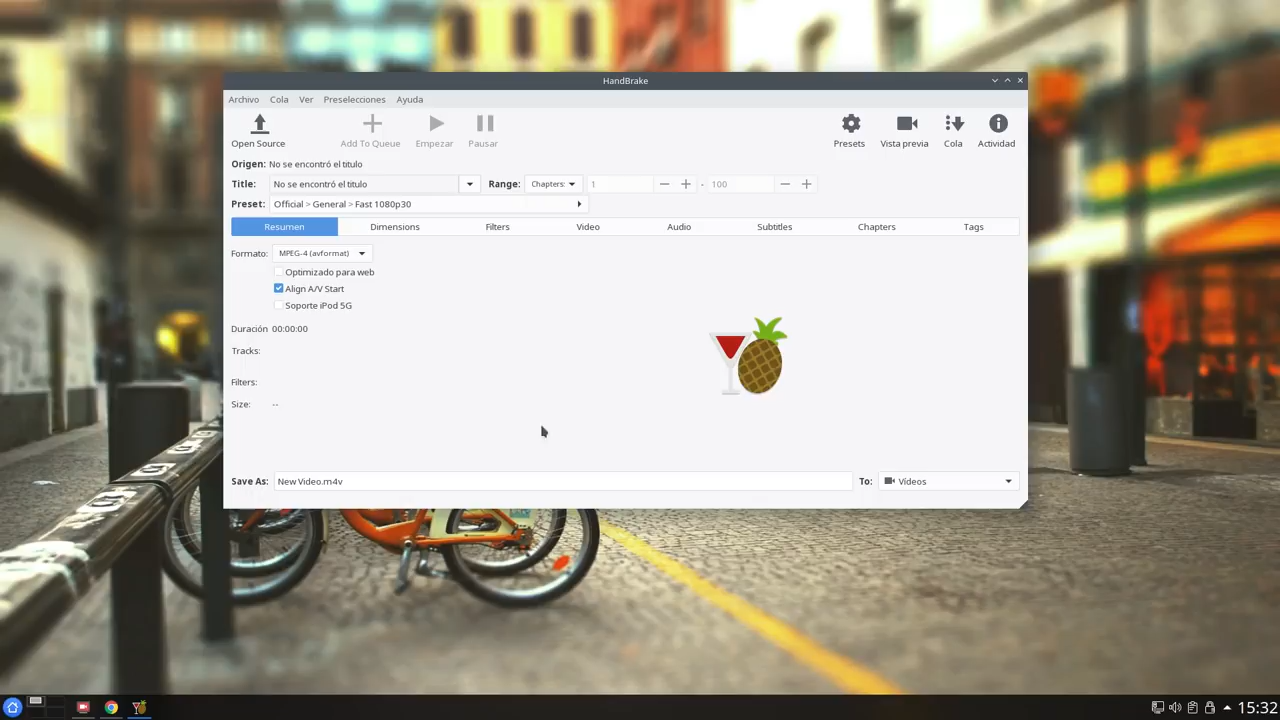 HandBrake
Archivo Cola Ver Preselecciones Ayuda
Open Source Add To Queue Empezar Pausar Presets Vista previa Cola Actividad
Origen: No se encontró el titulo
Title: No se encontró el titulo Range: Chapters: 1 - 100
Preset: Official > General > Fast 1080p30
Resumen Dimensions Filters Video Audio Subtitles Chapters Tags
Formato: MPEG-4 (avformat)
Optimizado para web
Align A/V Start
Soporte iPod 5G
Duración 00:00:00
Tracks:
Filters:
Size: --
Save As: New Video.m4v To: Vídeos
15:32